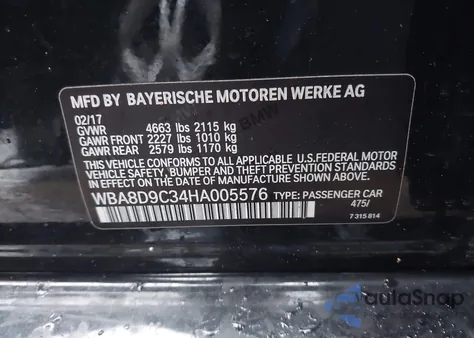 MFD BY BAYERISCHE MOTOREN WERKE AG
02/17
GVWR 4663 lbs 2115 kg
GAWR FRONT 2227 lbs 1010 kg
GAWR REAR 2579 lbs 1170 kg
THIS VEHICLE CONFORMS TO ALL APPLICABLE U.S.FEDERAL MOTOR
VEHICLE SAFETY, BUMPER, AND THEFT PREVENTION STANDARDS
IN EFFECT ON THE DATE OF MANUFACTURE SHOWN ABOVE.
WBA8D9C34HA005576 TYPE: PASSENGER CAR
475/
7 315 814
aulaSnap